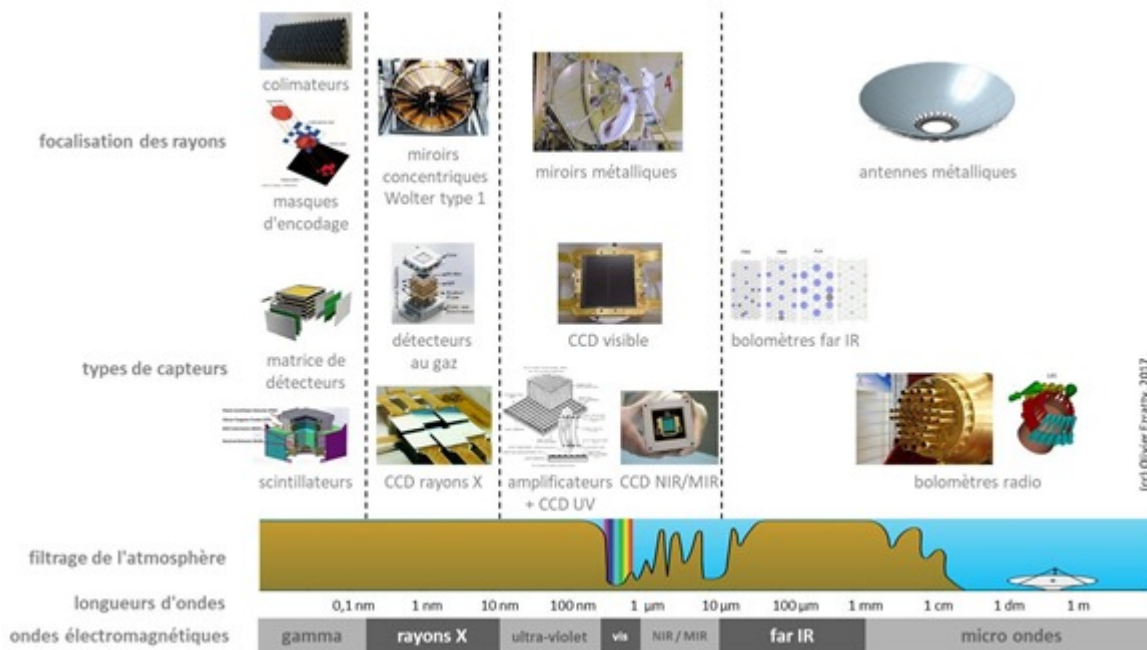 colimateurs
focalisation des rayons
masques
d'encodage
miroirs
concentriques
Wolter type 1
miroirs métalliques
antennes métalliques
types de capteurs
matrice de
détecteurs
scintillateurs
détecteurs
au gaz
CCD rayons X
CCD visible
amplificateurs
+ CCD UV
CCD NIR/MIR
bolomètres far IR
bolomètres radio
filtrage de l'atmosphère
longueurs d'ondes
0,1 nm
1 nm
10 nm
100 nm
1 µm
10 µm
100 µm
1 mm
1 cm
1 dm
1 m
ondes électromagnétiques
gamma
rayons X
ultra-violet
vis
NIR / MIR
far IR
micro ondes